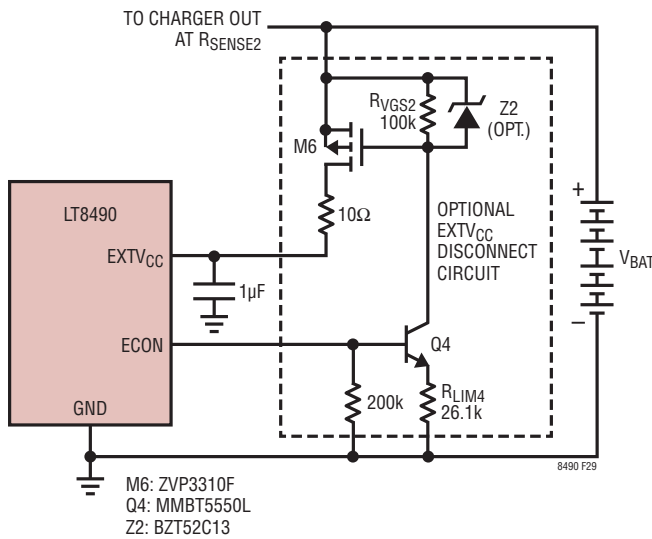 TO CHARGER OUT
AT RSENSE2
RVGS2
100k
Z2
(OPT.)
M6
LT8490
10Ω
OPTIONAL
EXTVCC
DISCONNECT
CIRCUIT
+
VBAT
–
EXTVCC
1µF
ECON
Q4
200k
RLIM4
26.1k
GND
8490 F29
M6: ZVP3310F
Q4: MMBT5550L
Z2: BZT52C13